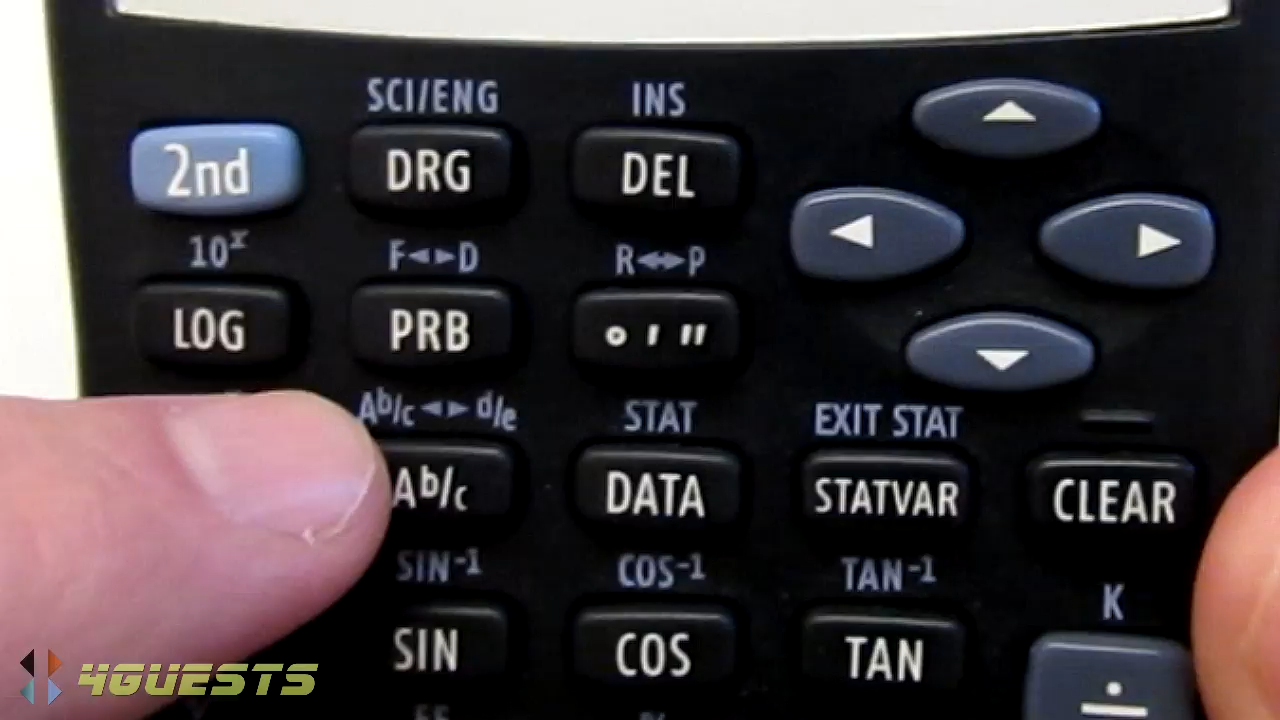 SCI/ENG INS
2nd DRG DEL
10ˣ F◄►D R◄►P
LOG PRB ° ' "
Ab/c ◄► d/e STAT EXIT STAT
Ab/c DATA STATVAR CLEAR
SIN⁻¹ COS⁻¹ TAN⁻¹ K
SIN COS TAN ÷
4GUESTS